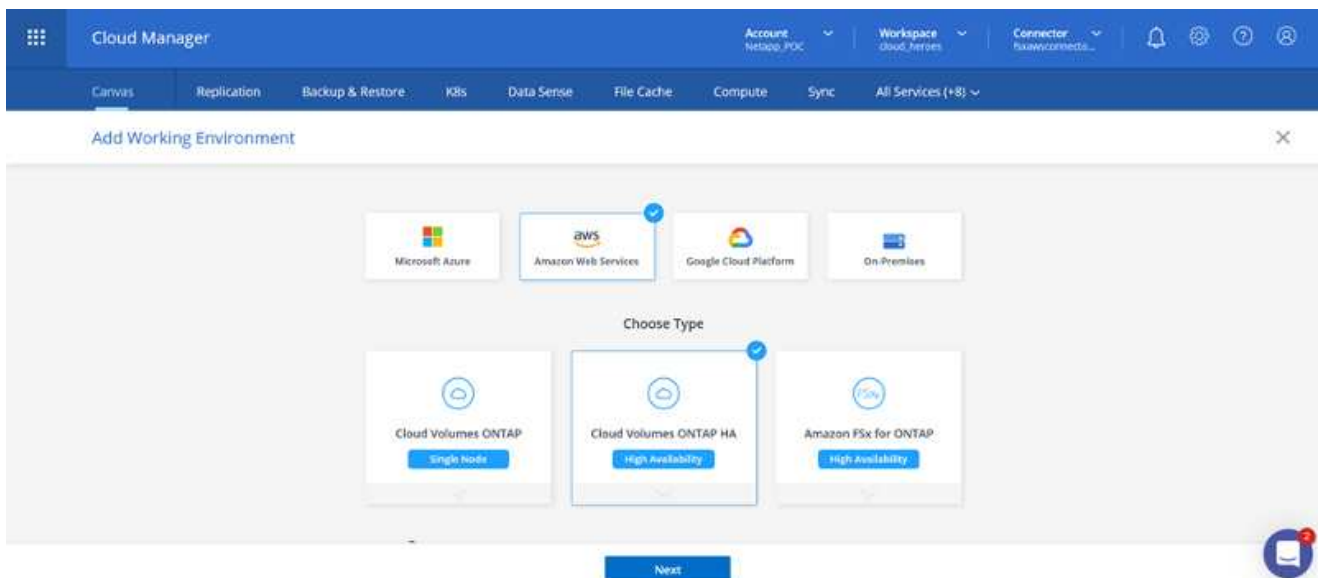 Cloud Manager
Account
Netapp_POC
Workspace
cloud_heroes
Connector
fsxawsconnecto...
Canvas
Replication
Backup & Restore
K8s
Data Sense
File Cache
Compute
Sync
All Services (+8)
Add Working Environment
Microsoft Azure
aws
Amazon Web Services
Google Cloud Platform
On-Premises
Choose Type
Cloud Volumes ONTAP
Single Node
Cloud Volumes ONTAP HA
High Availability
FSxn
Amazon FSx for ONTAP
High Availability
Next
2